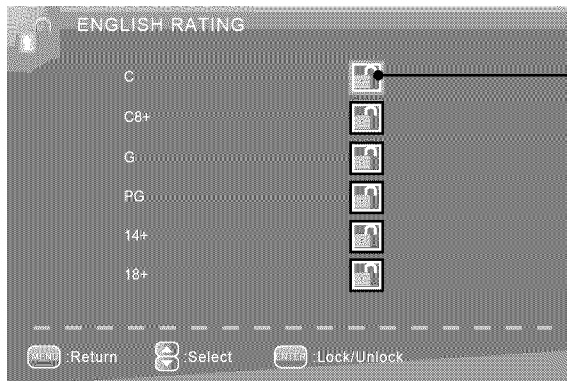 ENGLISH RATING
C
C8+
G
PG
14+
18+
MENU :Return :Select ENTER :Lock/Unlock